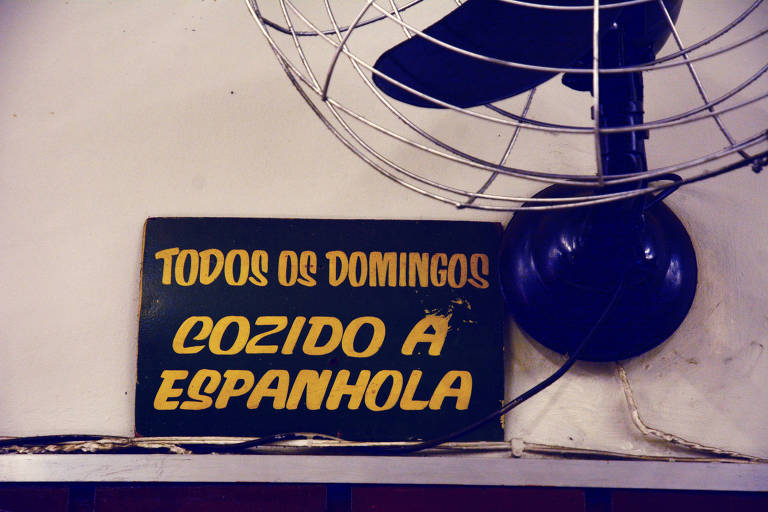 TODOS OS DOMINGOS
COZIDO Á
ESPANHOLA